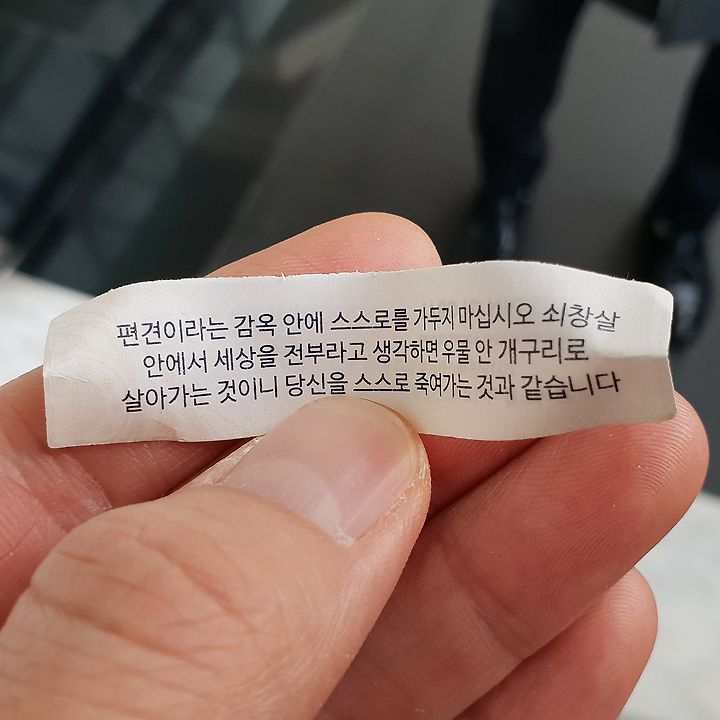 편견이라는 감옥 안에 스스로를 가두지 마십시오 쇠창살
안에서 세상을 전부라고 생각하면 우물 안 개구리로
살아가는 것이니 당신을 스스로 죽여가는 것과 같습니다